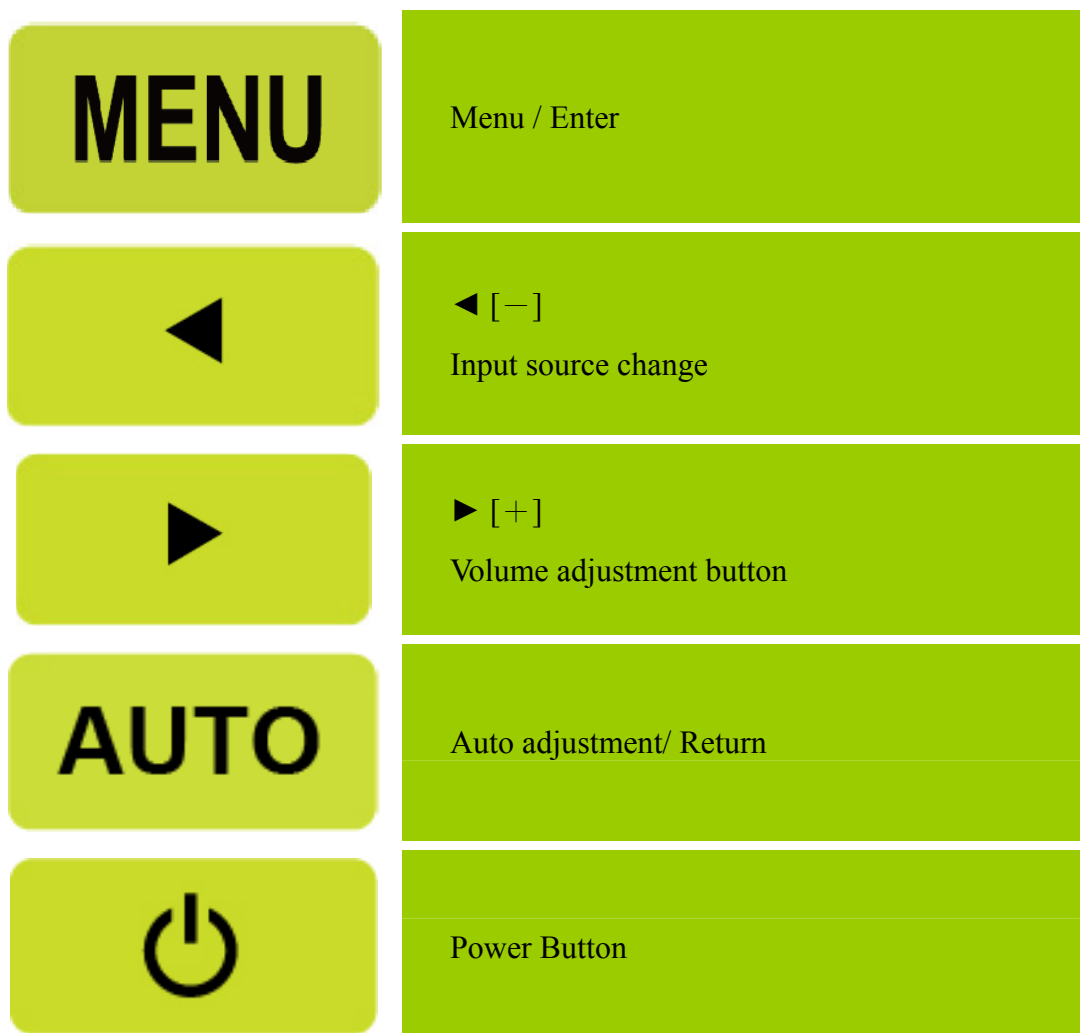 MENU
Menu / Enter
◄ [－]
Input source change
► [＋]
Volume adjustment button
AUTO
Auto adjustment/ Return
Power Button